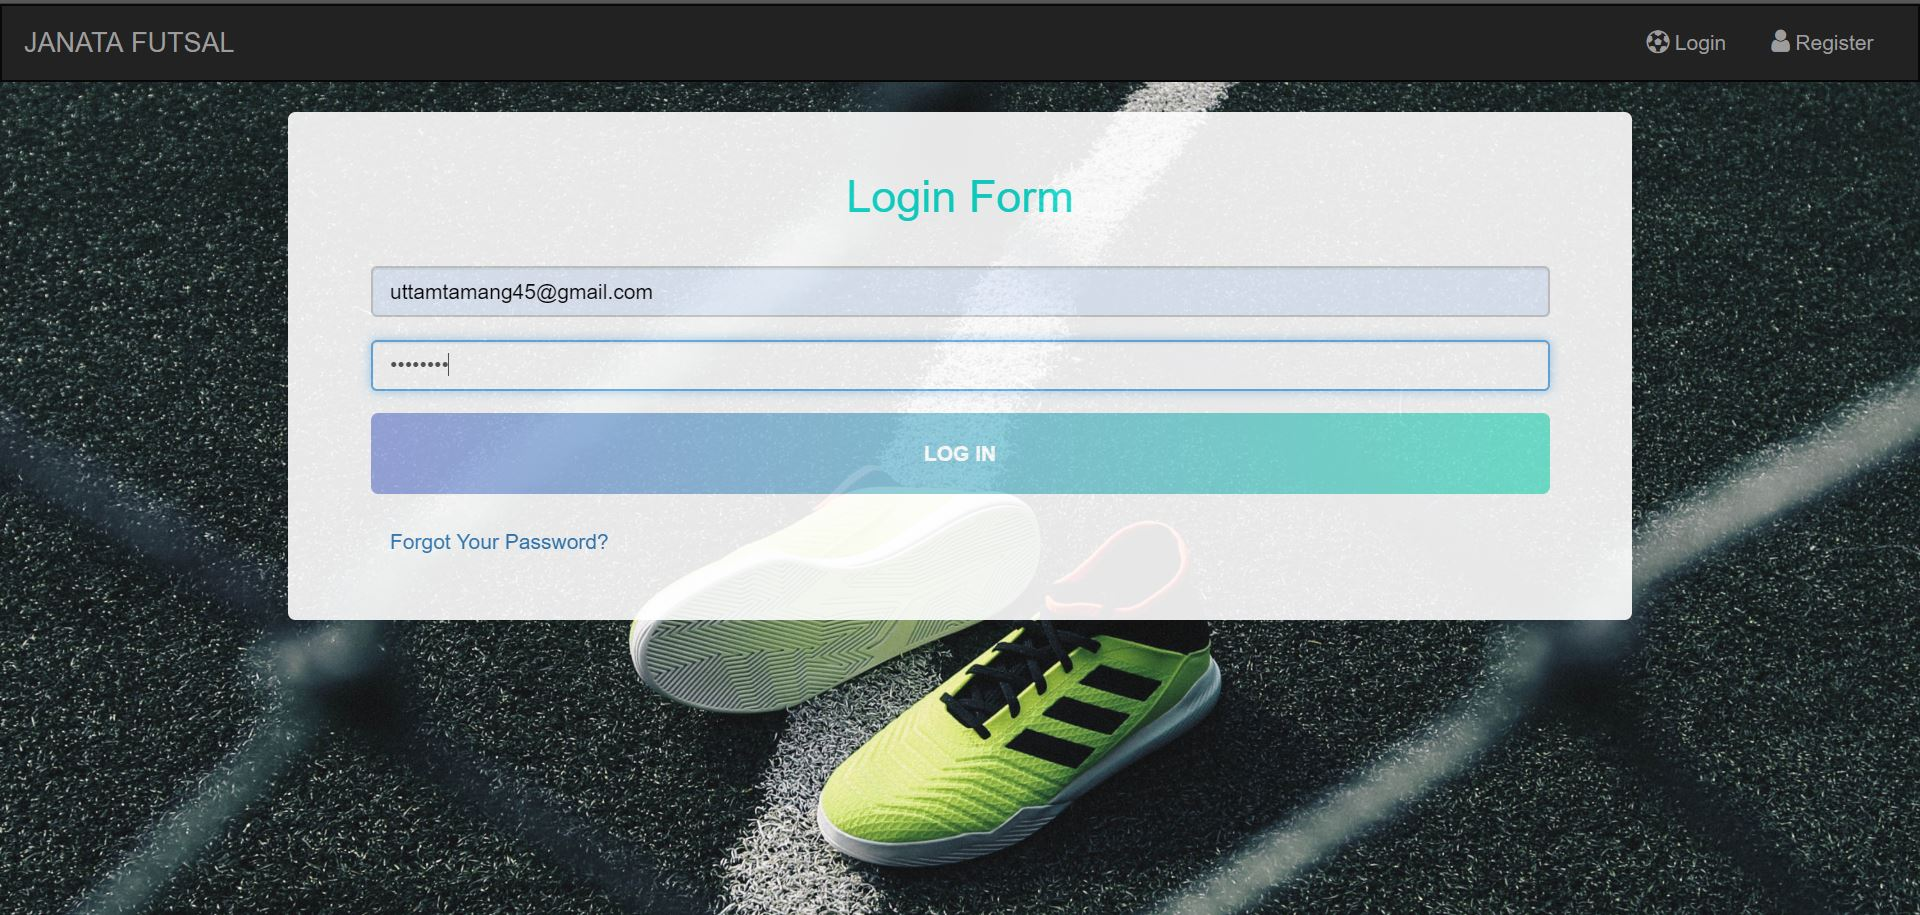 JANATA FUTSAL
Login
Register
Login Form
uttamtamang45@gmail.com
••••••••
LOG IN
Forgot Your Password?